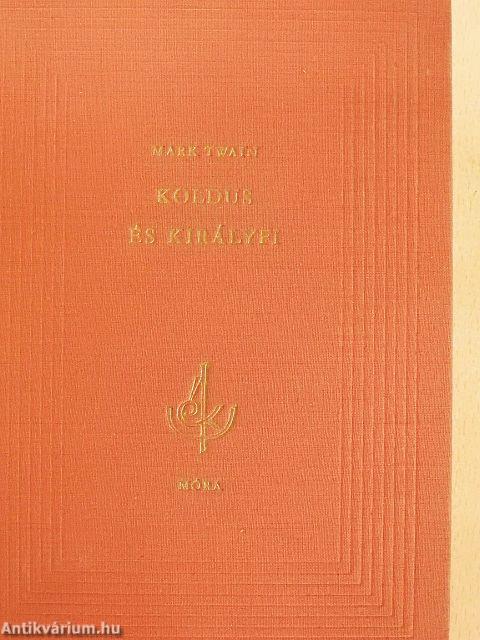 MARK TWAIN
KOLDUS
ÉS KIRÁLYFI
MÓRA
Antikvárium.hu